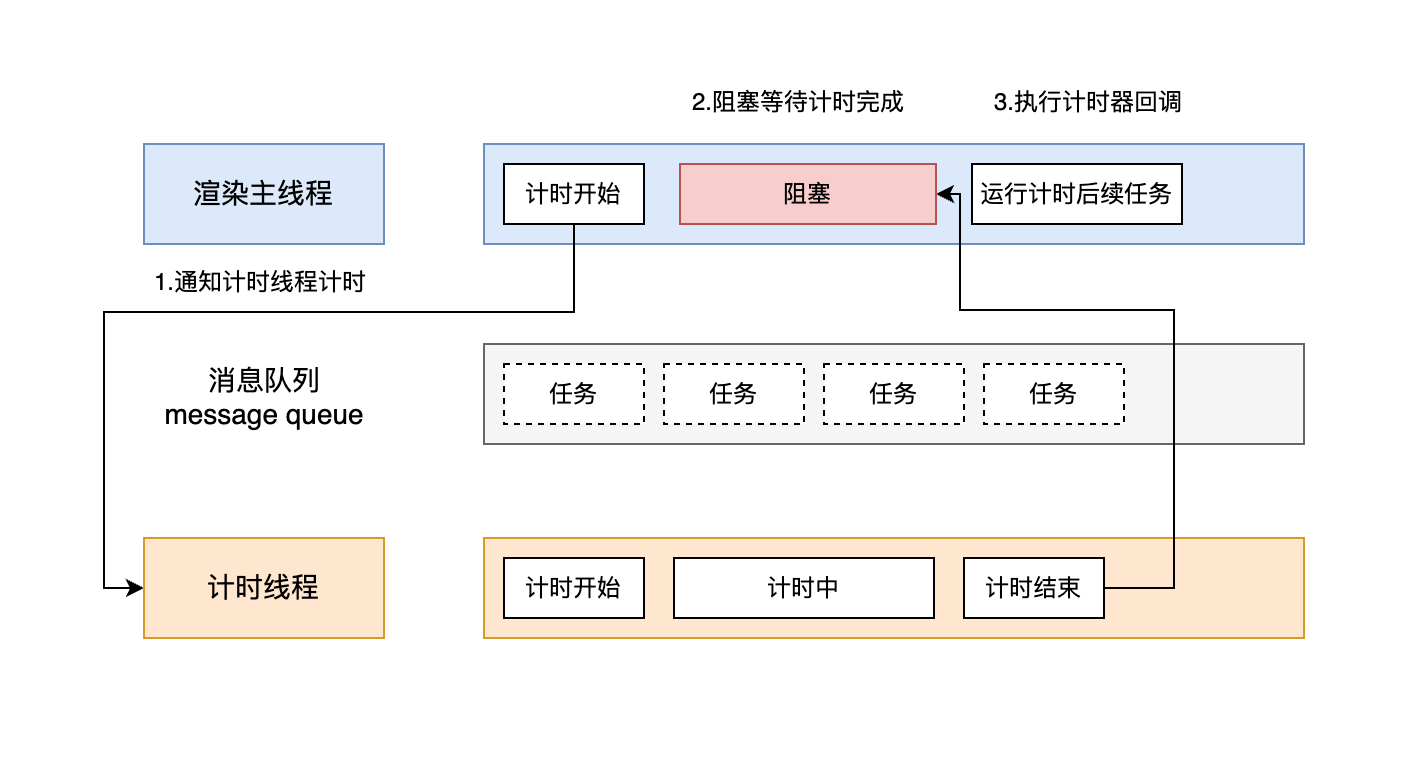 2.阻塞等待计时完成
3.执行计时器回调
渲染主线程
计时开始
阻塞
运行计时后续任务
1.通知计时线程计时
消息队列
message queue
任务
任务
任务
任务
计时线程
计时开始
计时中
计时结束